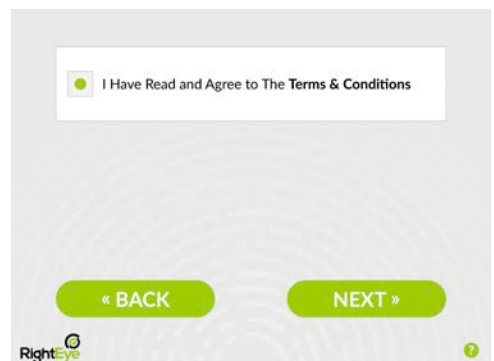 I Have Read and Agree to The Terms & Conditions
« BACK
NEXT »
RightEye
?